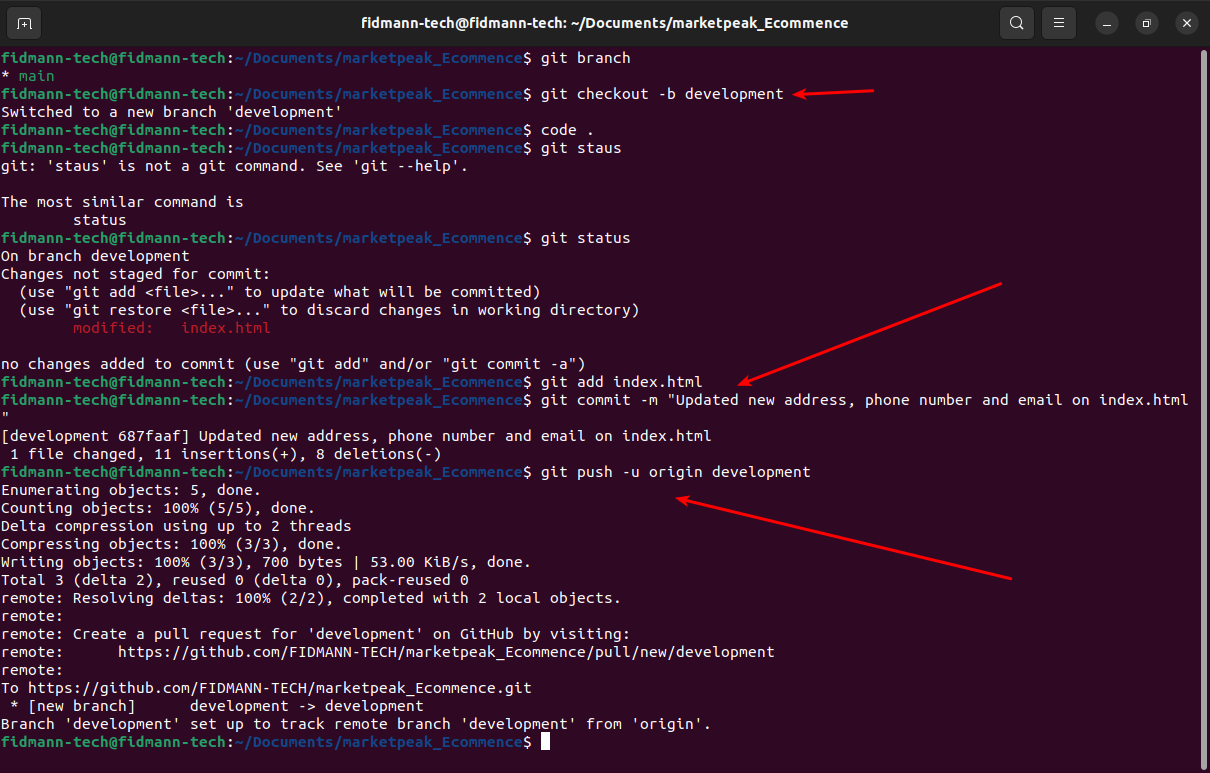 fidmann-tech@fidmann-tech: ~/Documents/marketpeak_Ecommence
fidmann-tech@fidmann-tech:~/Documents/marketpeak_Ecommence$ git branch
* main
fidmann-tech@fidmann-tech:~/Documents/marketpeak_Ecommence$ git checkout -b development
Switched to a new branch 'development'
fidmann-tech@fidmann-tech:~/Documents/marketpeak_Ecommence$ code .
fidmann-tech@fidmann-tech:~/Documents/marketpeak_Ecommence$ git staus
git: 'staus' is not a git command. See 'git --help'.

The most similar command is
        status
fidmann-tech@fidmann-tech:~/Documents/marketpeak_Ecommence$ git status
On branch development
Changes not staged for commit:
  (use "git add <file>..." to update what will be committed)
  (use "git restore <file>..." to discard changes in working directory)
        modified:   index.html

no changes added to commit (use "git add" and/or "git commit -a")
fidmann-tech@fidmann-tech:~/Documents/marketpeak_Ecommence$ git add index.html
fidmann-tech@fidmann-tech:~/Documents/marketpeak_Ecommence$ git commit -m "Updated new address, phone number and email on index.html
"
[development 687faaf] Updated new address, phone number and email on index.html
 1 file changed, 11 insertions(+), 8 deletions(-)
fidmann-tech@fidmann-tech:~/Documents/marketpeak_Ecommence$ git push -u origin development
Enumerating objects: 5, done.
Counting objects: 100% (5/5), done.
Delta compression using up to 2 threads
Compressing objects: 100% (3/3), done.
Writing objects: 100% (3/3), 700 bytes | 53.00 KiB/s, done.
Total 3 (delta 2), reused 0 (delta 0), pack-reused 0
remote: Resolving deltas: 100% (2/2), completed with 2 local objects.
remote:
remote: Create a pull request for 'development' on GitHub by visiting:
remote:      https://github.com/FIDMANN-TECH/marketpeak_Ecommence/pull/new/development
remote:
To https://github.com/FIDMANN-TECH/marketpeak_Ecommence.git
 * [new branch]      development -> development
Branch 'development' set up to track remote branch 'development' from 'origin'.
fidmann-tech@fidmann-tech:~/Documents/marketpeak_Ecommence$